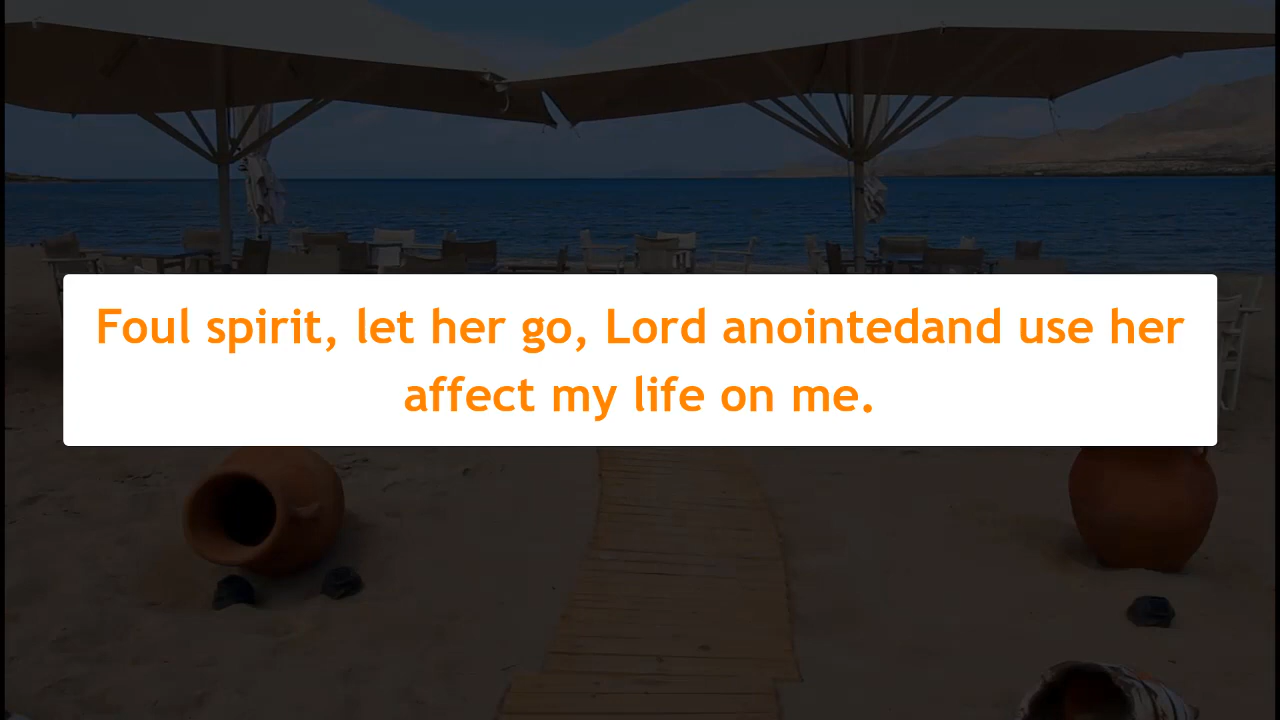 Foul spirit, let her go, Lord anointedand use her
affect my life on me.